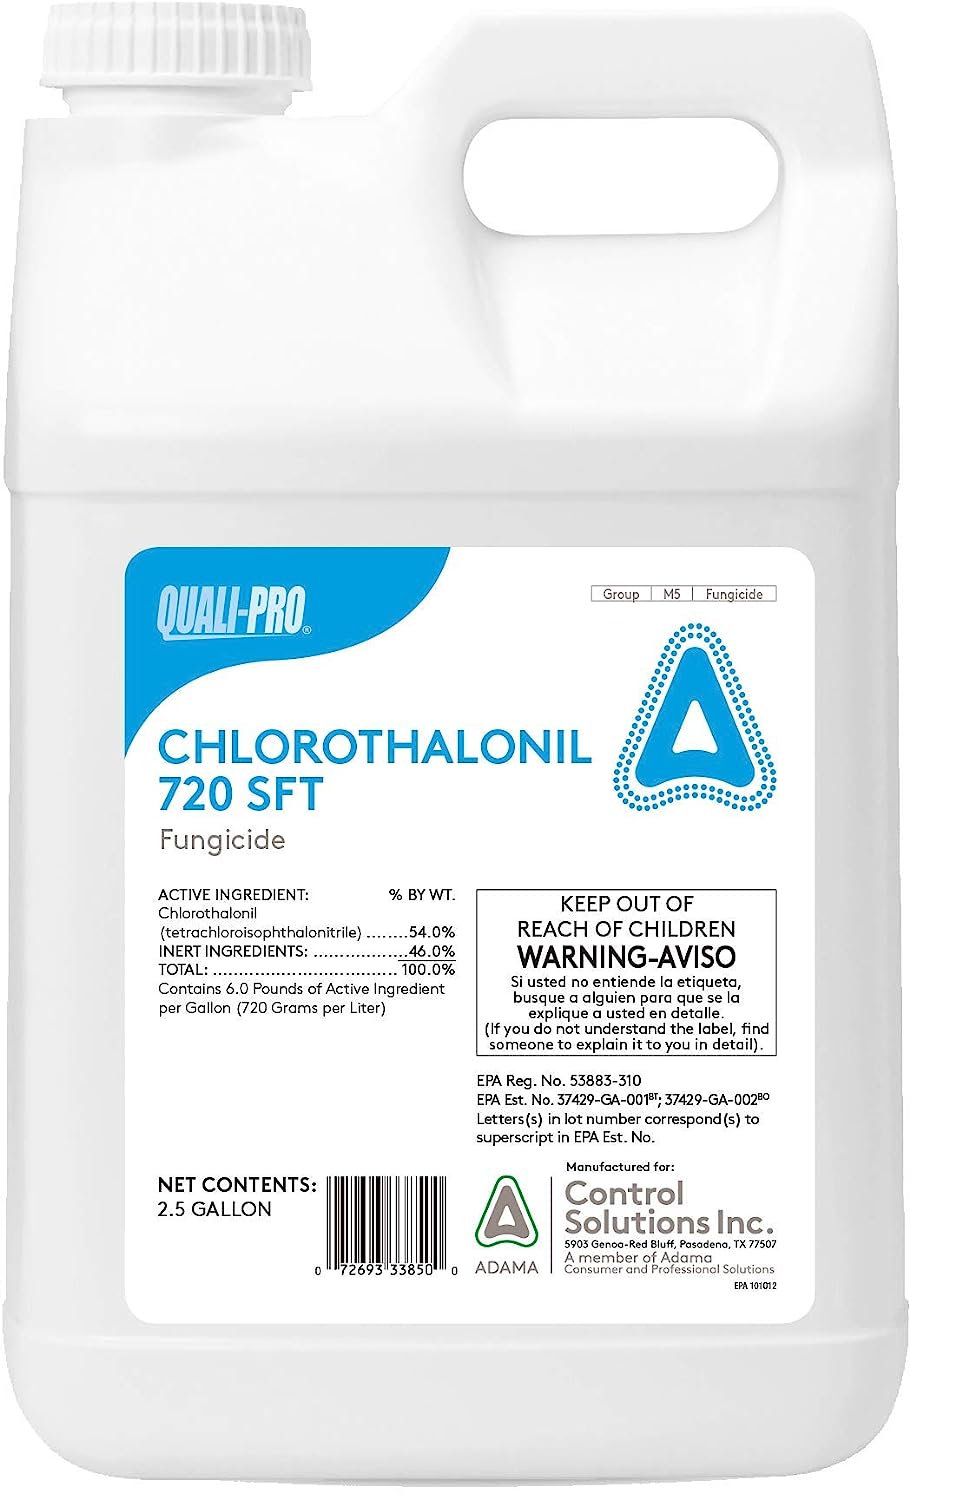 QUALI-PRO®
Group M5 Fungicide
CHLOROTHALONIL
720 SFT
Fungicide
ACTIVE INGREDIENT: % BY WT.
Chlorothalonil
(tetrachloroisophthalonitrile) .......54.0%
INERT INGREDIENTS: ................46.0%
TOTAL: ................................ 100.0%
Contains 6.0 Pounds of Active Ingredient
per Gallon (720 Grams per Liter)
KEEP OUT OF
REACH OF CHILDREN
WARNING-AVISO
Si usted no entiende la etiqueta,
busque a alguien para que se la
explique a usted en detalle.
(If you do not understand the label, find
someone to explain it to you in detail).
EPA Reg. No. 53883-310
EPA Est. No. 37429-GA-001ᴮᵀ; 37429-GA-002ᴮᴼ
Letters(s) in lot number correspond(s) to
superscript in EPA Est. No.
NET CONTENTS:
2.5 GALLON
0 72693 33850 0
ADAMA
Manufactured for:
Control
Solutions Inc.
5903 Genoa-Red Bluff, Pasadena, TX 77507
A member of Adama
Consumer and Professional Solutions
EPA 101012